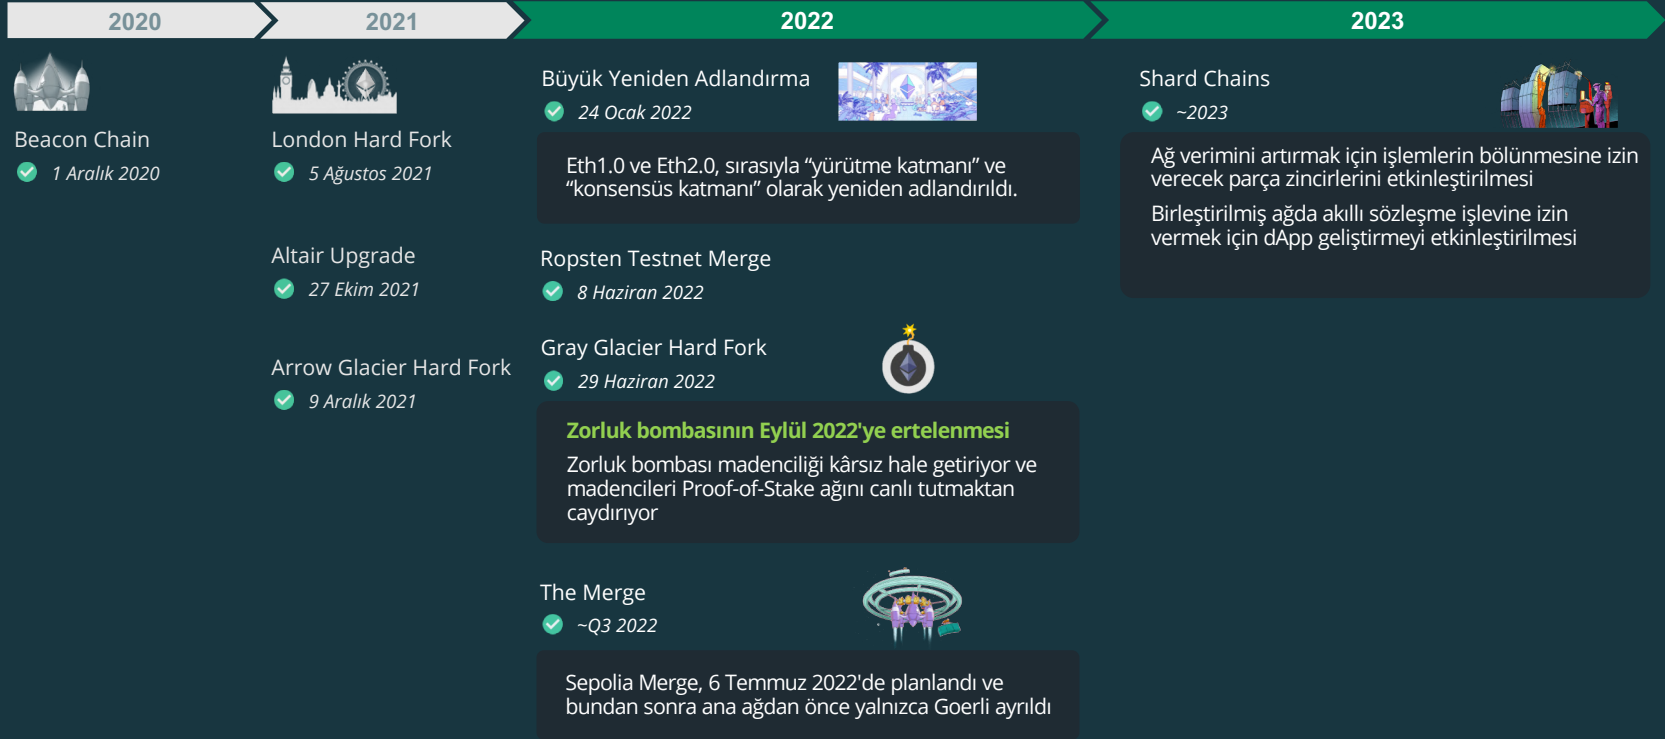 2020
2021
2022
2023
Beacon Chain
1 Aralık 2020
London Hard Fork
5 Ağustos 2021
Altair Upgrade
27 Ekim 2021
Arrow Glacier Hard Fork
9 Aralık 2021
Büyük Yeniden Adlandırma
24 Ocak 2022
Eth1.0 ve Eth2.0, sırasıyla “yürütme katmanı” ve
“konsensüs katmanı” olarak yeniden adlandırıldı.
Ropsten Testnet Merge
8 Haziran 2022
Gray Glacier Hard Fork
29 Haziran 2022
Zorluk bombasının Eylül 2022'ye ertelenmesi
Zorluk bombası madenciliği kârsız hale getiriyor ve
madencileri Proof-of-Stake ağını canlı tutmaktan
caydırıyor
The Merge
~Q3 2022
Sepolia Merge, 6 Temmuz 2022'de planlandı ve
bundan sonra ana ağdan önce yalnızca Goerli ayrıldı
Shard Chains
~2023
Ağ verimini artırmak için işlemlerin bölünmesine izin
verecek parça zincirlerini etkinleştirilmesi
Birleştirilmiş ağda akıllı sözleşme işlevine izin
vermek için dApp geliştirmeyi etkinleştirilmesi